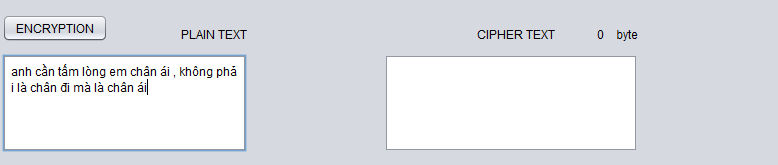 ENCRYPTION
PLAIN TEXT
CIPHER TEXT 0 byte
anh cần tấm lòng em chân ái , không phả
i là chân đi mà là chân ái